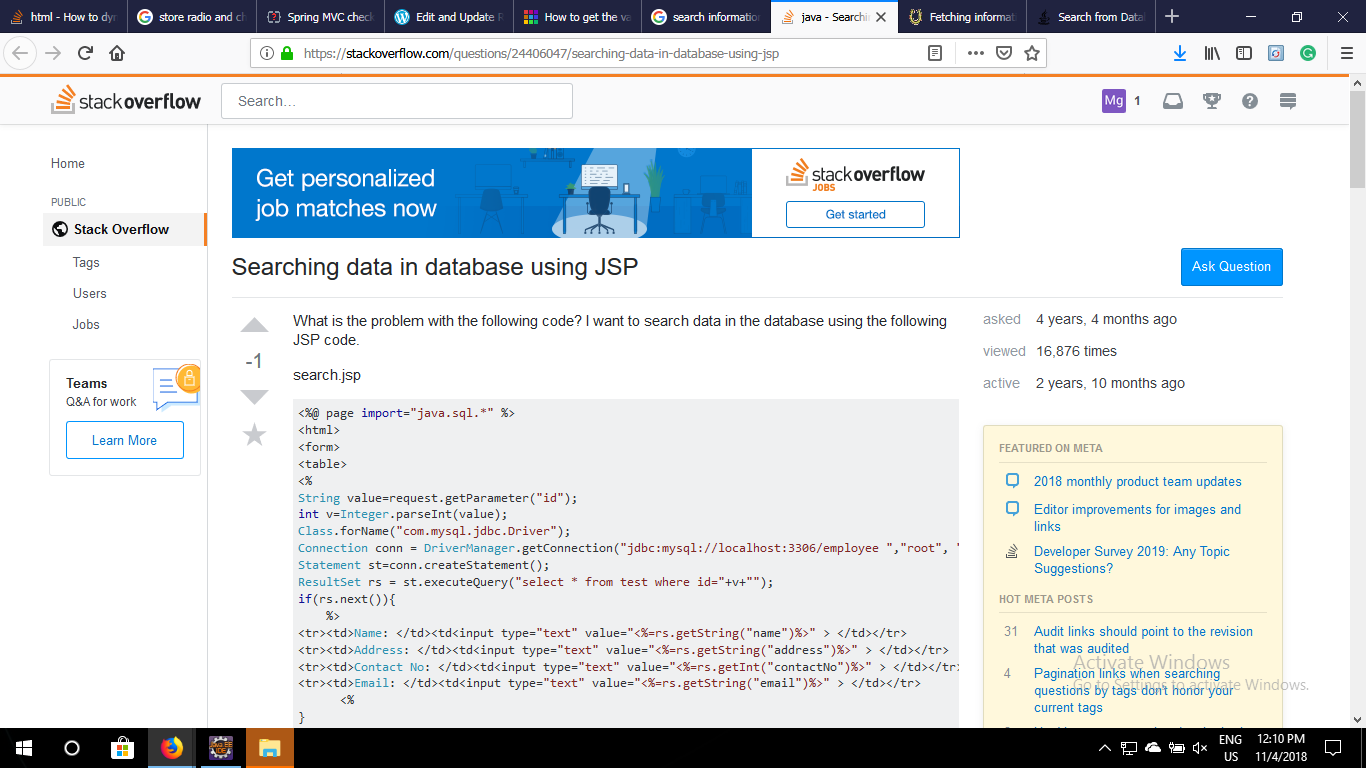 html - How to dyn
store radio and ch
Spring MVC check
Edit and Update R
How to get the va
search information
java - Searchin
Fetching informat
Search from Datal
https://stackoverflow.com/questions/24406047/searching-data-in-database-using-jsp
stackoverflow
Search…
Mg 1
Home
PUBLIC
Stack Overflow
Tags
Users
Jobs
Teams
Q&A for work
Learn More
Get personalized
job matches now
stackoverflow
JOBS
Get started
Searching data in database using JSP
Ask Question
-1
What is the problem with the following code? I want to search data in the database using the following
JSP code.
search.jsp
<%@ page import="java.sql.*" %>
<html>
<form>
<table>
<%
String value=request.getParameter("id");
int v=Integer.parseInt(value);
Class.forName("com.mysql.jdbc.Driver");
Connection conn = DriverManager.getConnection("jdbc:mysql://localhost:3306/employee ","root", "
Statement st=conn.createStatement();
ResultSet rs = st.executeQuery("select * from test where id="+v+"");
if(rs.next()){
%>
<tr><td>Name: </td><td<input type="text" value="<%=rs.getString("name")%>" > </td></tr>
<tr><td>Address: </td><td<input type="text" value="<%=rs.getString("address")%>" > </td></tr>
<tr><td>Contact No: </td><td<input type="text" value="<%=rs.getInt("contactNo")%>" > </td></tr>
<tr><td>Email: </td><td<input type="text" value="<%=rs.getString("email")%>" > </td></tr>
<%
}
asked 4 years, 4 months ago
viewed 16,876 times
active 2 years, 10 months ago
FEATURED ON META
2018 monthly product team updates
Editor improvements for images and
links
Developer Survey 2019: Any Topic
Suggestions?
HOT META POSTS
31 Audit links should point to the revision
that was audited
4 Pagination links when searching
questions by tags don't honor your
current tags
Activate Windows
Go to Settings to activate Windows.
JAVA EE
IDE
ENG
US
12:10 PM
11/4/2018